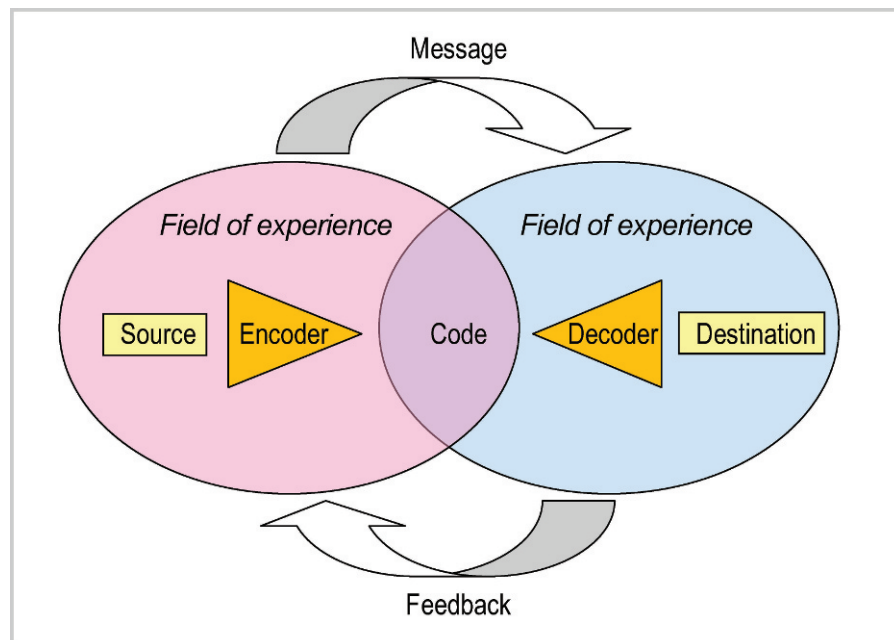 Message
Field of experience
Field of experience
Source
Encoder
Code
Decoder
Destination
Feedback